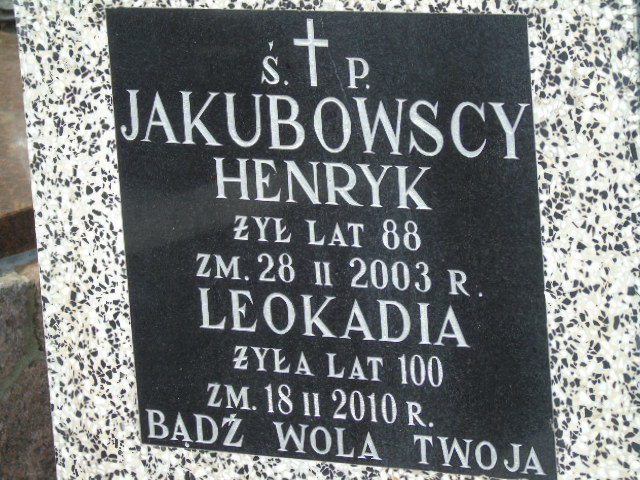 Ś. P.
JAKUBOWSCY
HENRYK
ŻYŁ LAT 88
ZM. 28 II 2003 R.
LEOKADIA
ŻYŁA LAT 100
ZM. 18 II 2010 R.
BĄDŹ WOLA TWOJA